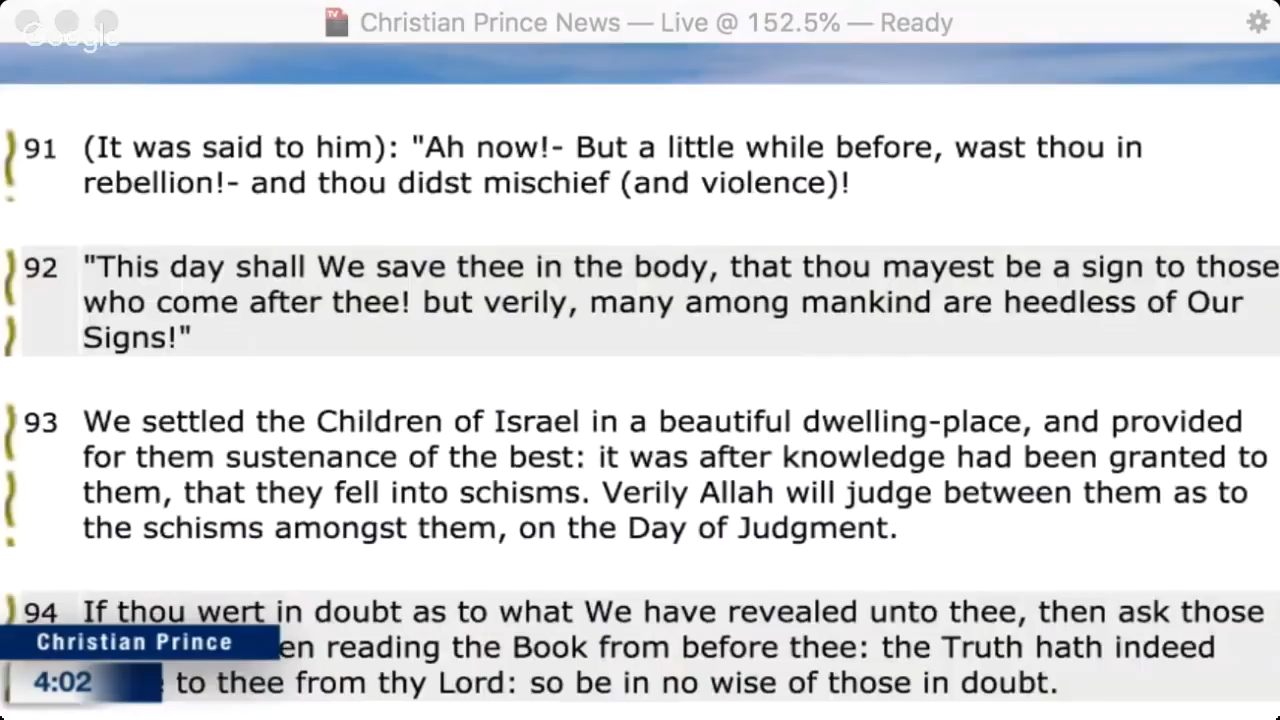 Google
Christian Prince News — Live @ 152.5% — Ready
91 (It was said to him): "Ah now!- But a little while before, wast thou in
rebellion!- and thou didst mischief (and violence)!
92 "This day shall We save thee in the body, that thou mayest be a sign to those
who come after thee! but verily, many among mankind are heedless of Our
Signs!"
93 We settled the Children of Israel in a beautiful dwelling-place, and provided
for them sustenance of the best: it was after knowledge had been granted to
them, that they fell into schisms. Verily Allah will judge between them as to
the schisms amongst them, on the Day of Judgment.
94 If thou wert in doubt as to what We have revealed unto thee, then ask those
Christian Prince
reading the Book from before thee: the Truth hath indeed
4:02
to thee from thy Lord: so be in no wise of those in doubt.